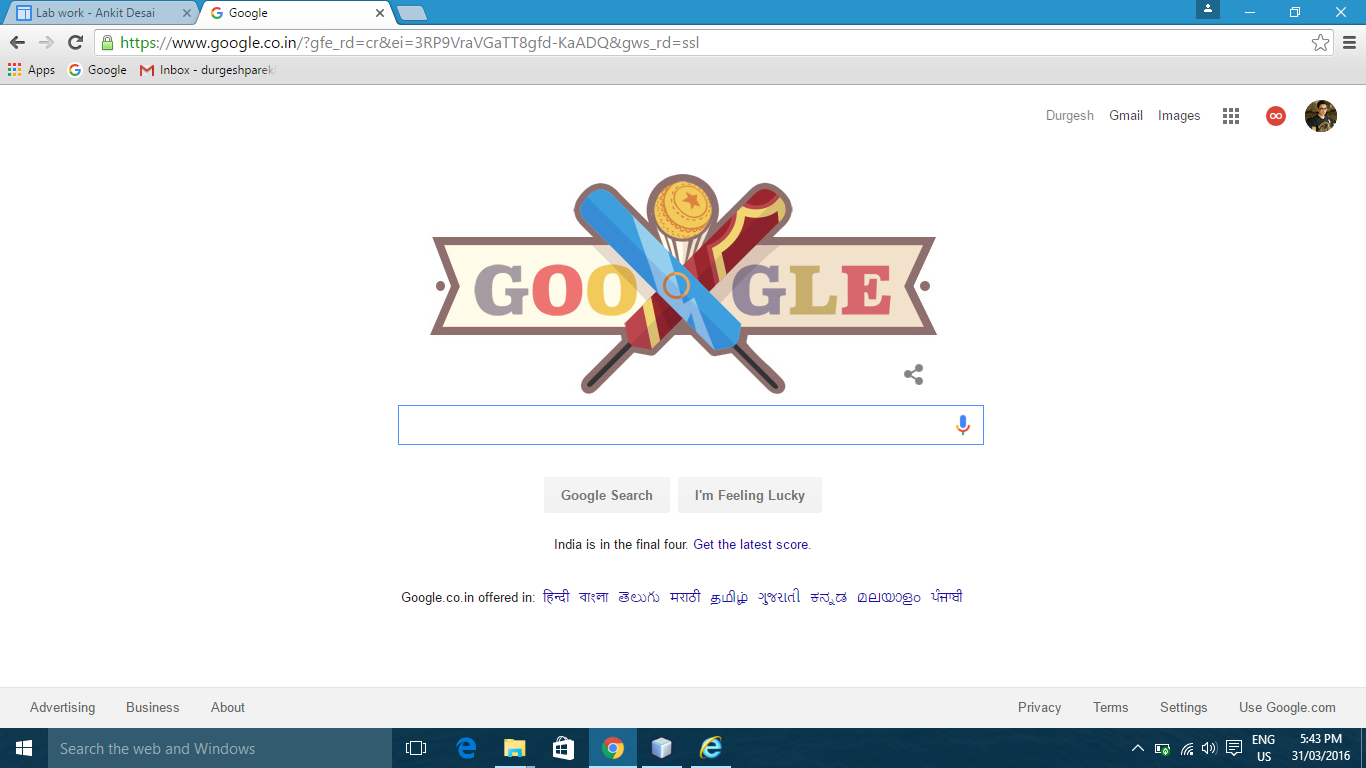 Lab work - Ankit Desai
Google
https://www.google.co.in/?gfe_rd=cr&ei=3RP9VraVGaTT8gfd-KaADQ&gws_rd=ssl
Apps Google Inbox - durgeshparek
Durgesh Gmail Images
GOOGLE
Google Search I'm Feeling Lucky
India is in the final four. Get the latest score.
Google.co.in offered in: हिन्दी বাংলা తెలుగు मराठी தமிழ் ગુજરાતી ಕನ್ನಡ മലയാളം ਪੰਜਾਬੀ
Advertising Business About Privacy Terms Settings Use Google.com
Search the web and Windows
ENG 5:43 PM
US 31/03/2016